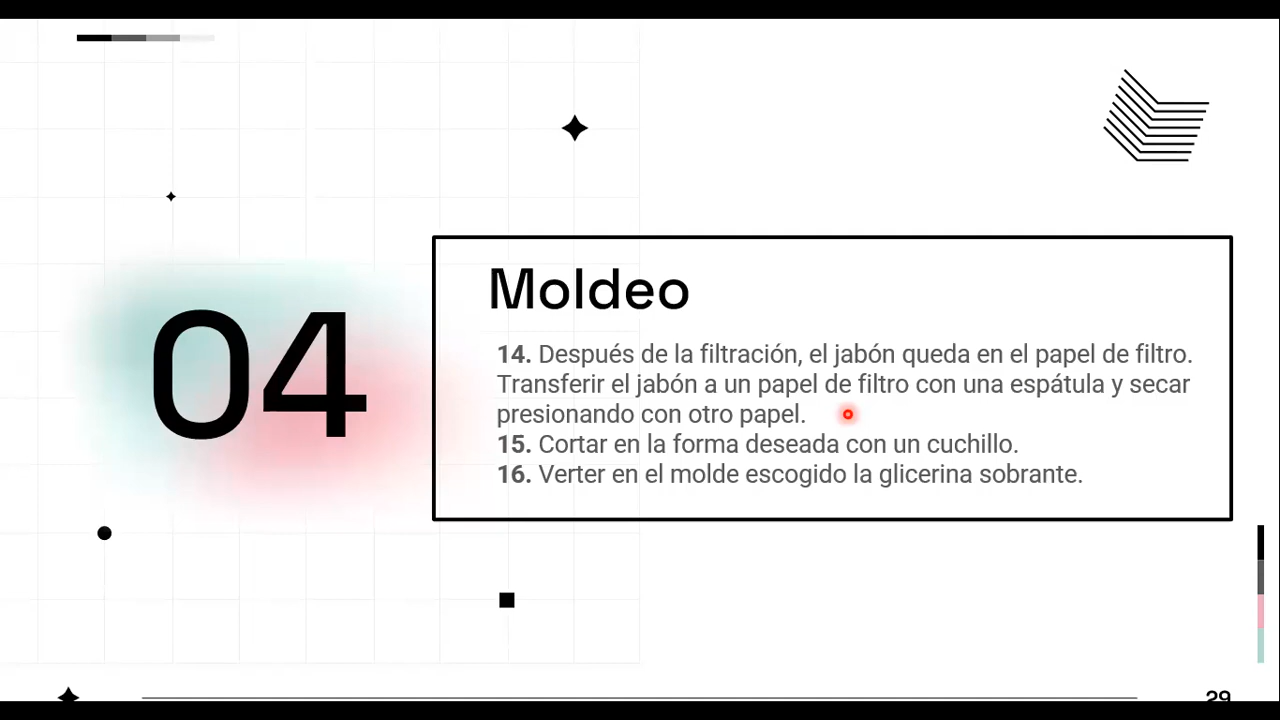 04
Moldeo
14. Después de la filtración, el jabón queda en el papel de filtro.
Transferir el jabón a un papel de filtro con una espátula y secar
presionando con otro papel.
15. Cortar en la forma deseada con un cuchillo.
16. Verter en el molde escogido la glicerina sobrante.
29